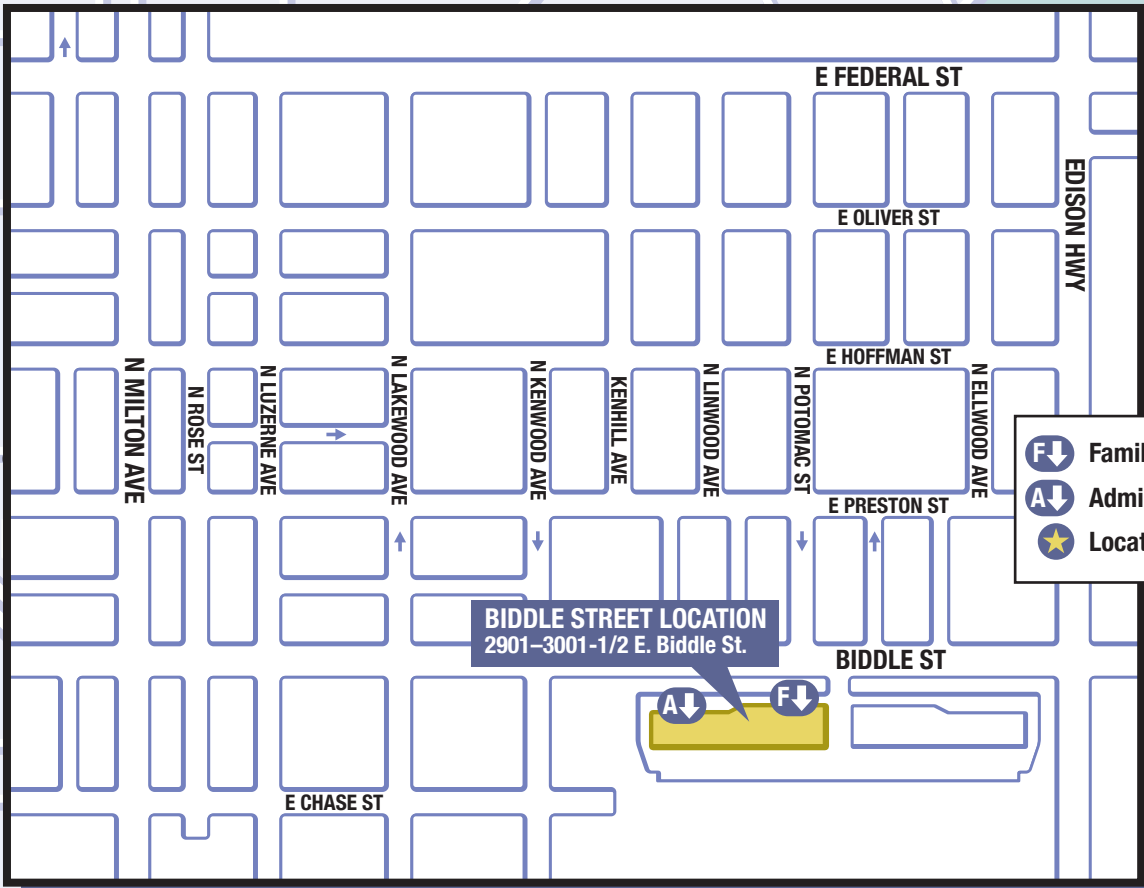 E FEDERAL ST
E OLIVER ST
EDISON HWY
E HOFFMAN ST
N MILTON AVE
N ROSE ST
N LUZERNE AVE
N LAKEWOOD AVE
N KENWOOD AVE
KENHILL AVE
N LINWOOD AVE
N POTOMAC ST
N ELLWOOD AVE
F
A
E PRESTON ST
BIDDLE STREET LOCATION
2901–3001-1/2 E. Biddle St.
BIDDLE ST
A
F
E CHASE ST